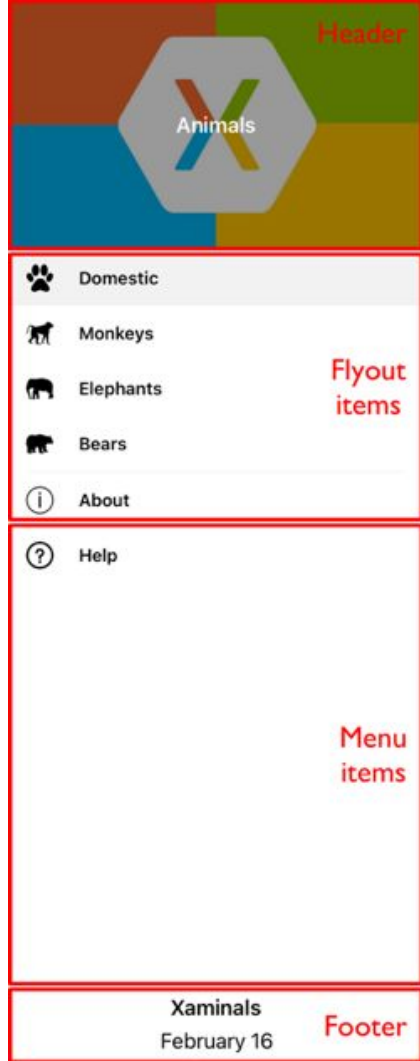 Header
Animals
Domestic
Monkeys
Flyout
items
Elephants
Bears
About
Help
Menu
items
Xaminals
February 16
Footer